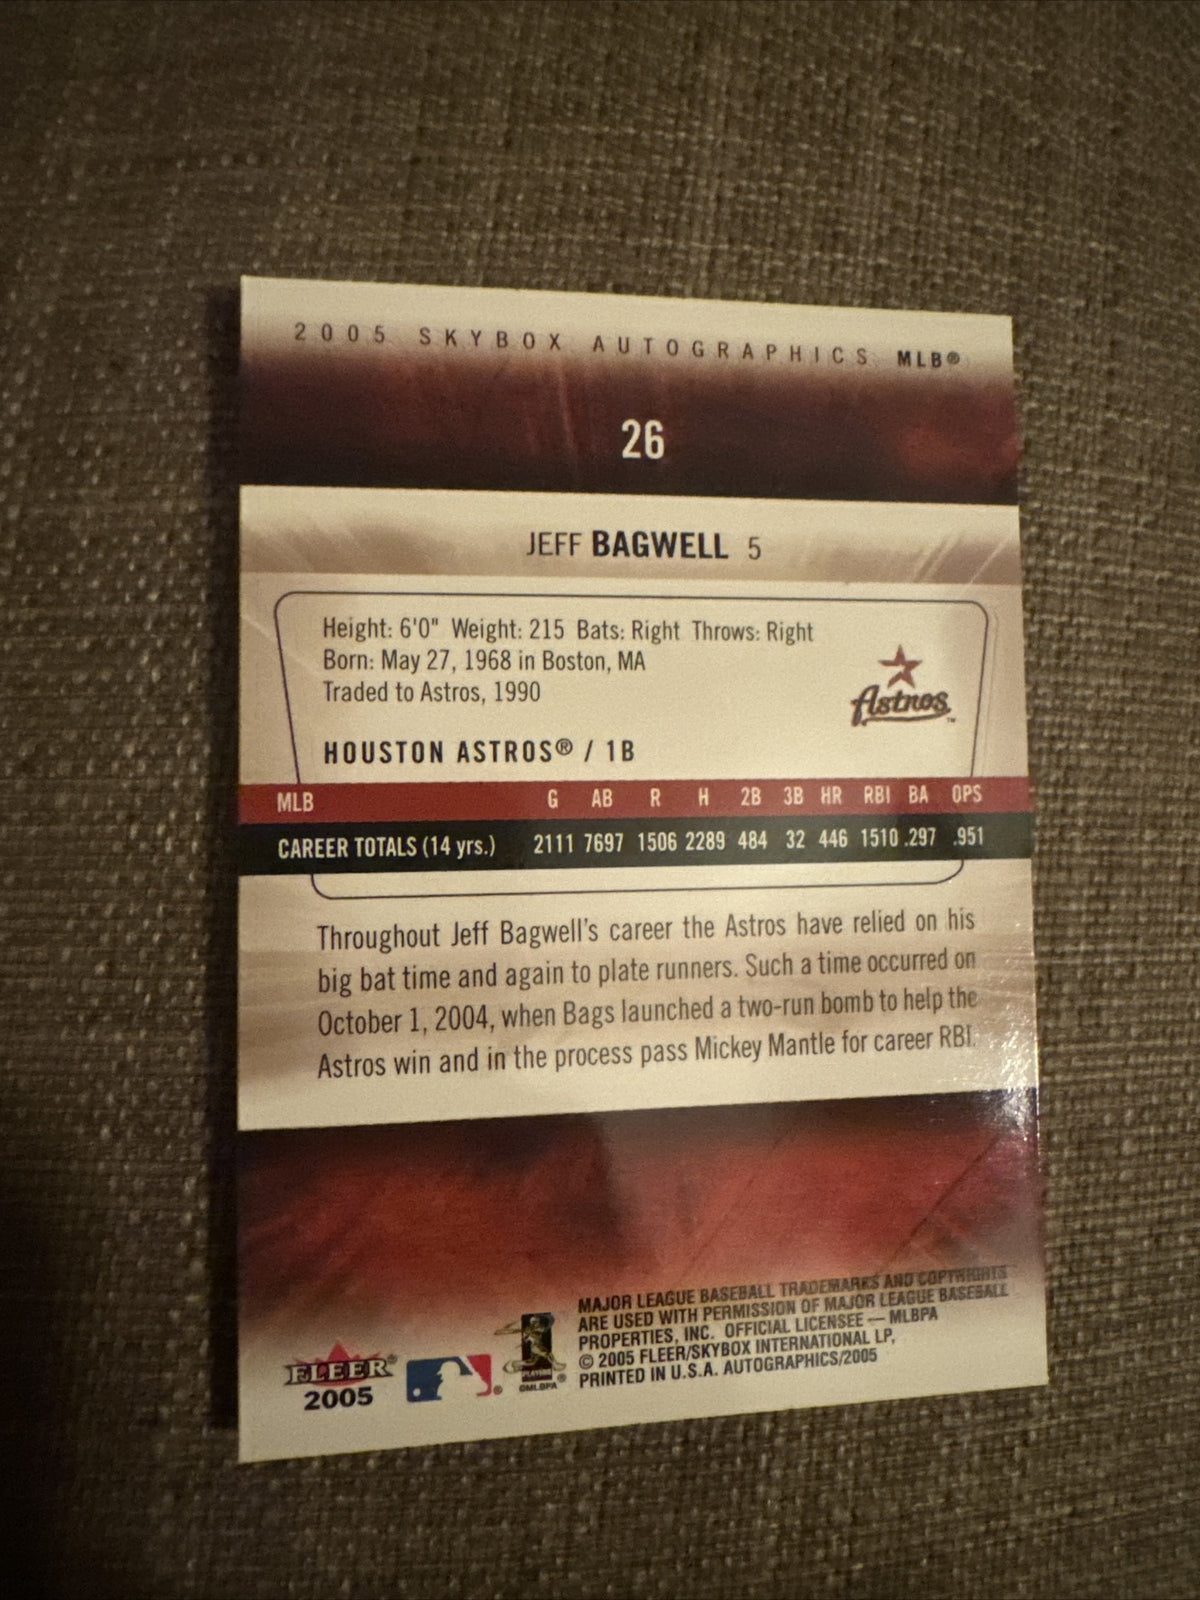 2005 SKYBOX AUTOGRAPHICS MLB®
26
JEFF BAGWELL 5
Height: 6'0" Weight: 215 Bats: Right Throws: Right
Born: May 27, 1968 in Boston, MA
Traded to Astros, 1990
Astros™
HOUSTON ASTROS® / 1B
MLB G AB R H 2B 3B HR RBI BA OPS
CAREER TOTALS (14 yrs.) 2111 7697 1506 2289 484 32 446 1510 .297 .951
Throughout Jeff Bagwell's career the Astros have relied on his
big bat time and again to plate runners. Such a time occurred on
October 1, 2004, when Bags launched a two-run bomb to help the
Astros win and in the process pass Mickey Mantle for career RBI.
MAJOR LEAGUE BASEBALL TRADEMARKS AND COPYRIGHTS
ARE USED WITH PERMISSION OF MAJOR LEAGUE BASEBALL
PROPERTIES, INC. OFFICIAL LICENSEE — MLBPA
© 2005 FLEER/SKYBOX INTERNATIONAL LP,
PRINTED IN U.S.A. AUTOGRAPHICS/2005
FLEER®
2005
©MLBPA